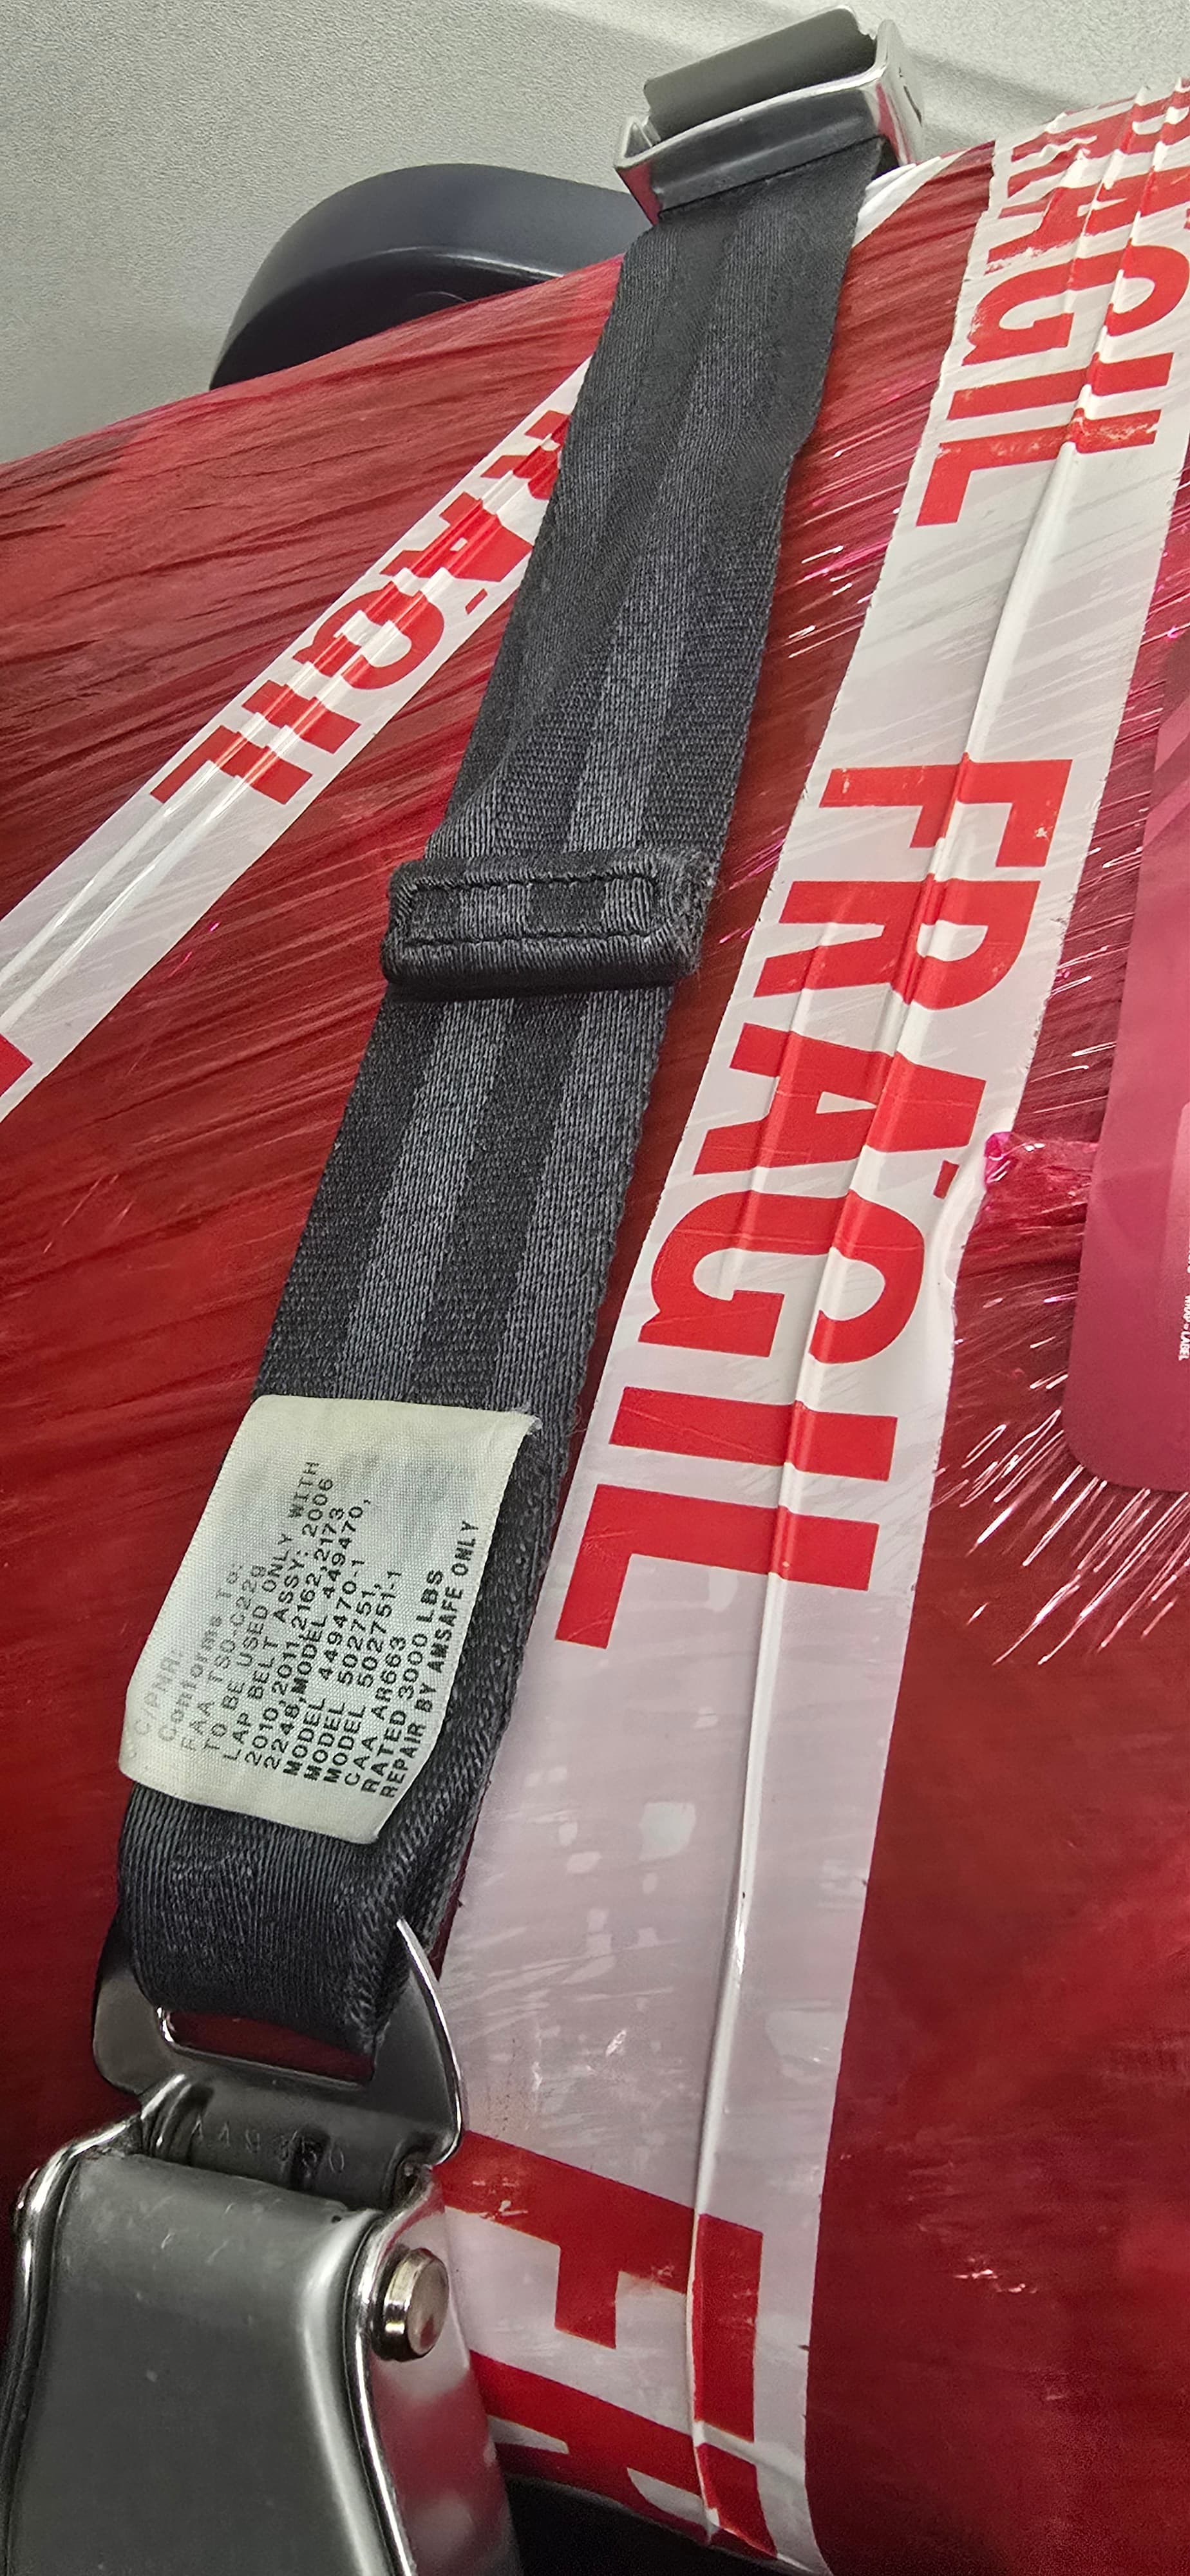 FRÁGIL
FRÁGIL
FRÁGIL
C/PNR:
Conforms To:
FAA TSO-C22g
TO BE USED ONLY WITH
LAP BELT ASSY: 2006
2010,2011,2162,2173
2248,MODEL 449470,
MODEL 449470-1
MODEL 502751,
MODEL 502751-1
CAA AR663
RATED 3000 LBS
REPAIR BY AMSAFE ONLY